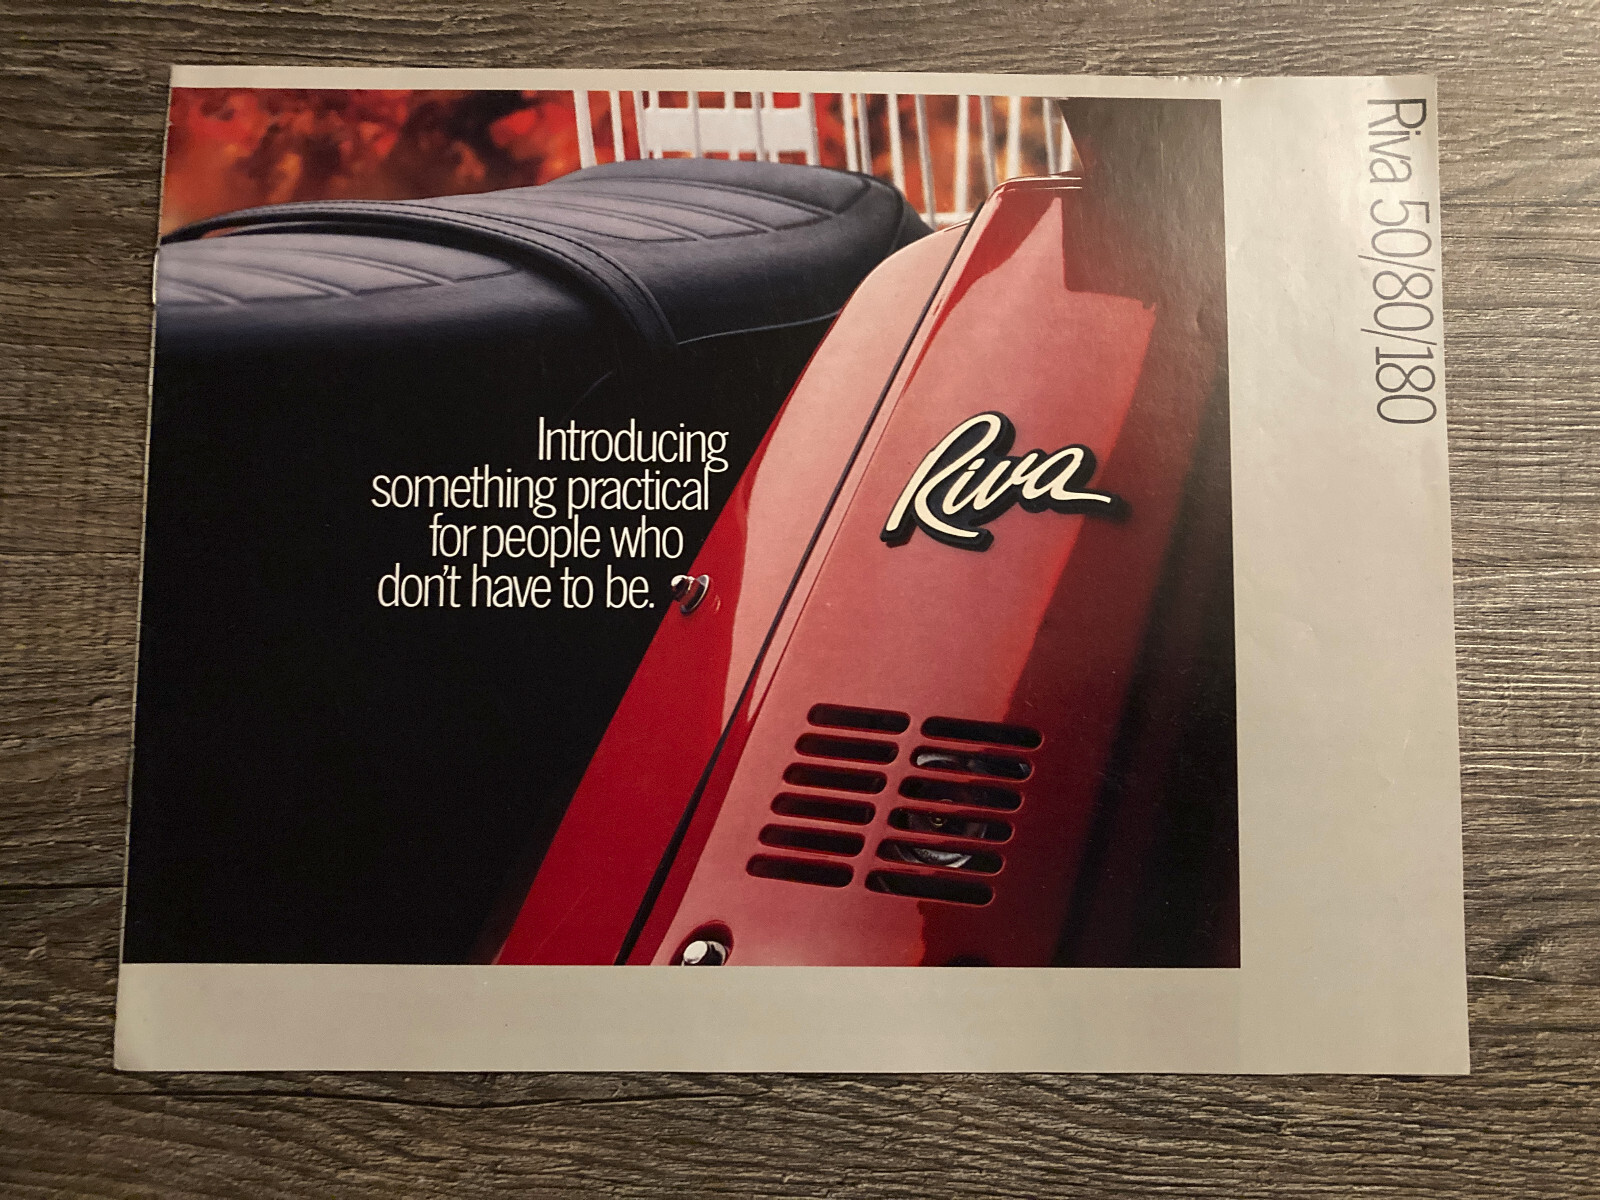 Introducing
something practical
for people who
don't have to be.
Riva
Riva 50/80/180